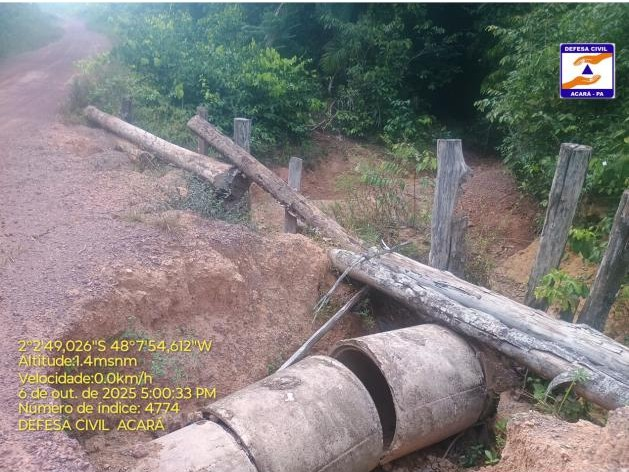 DEFESA CIVIL
ACARÁ - PA
2°2'49,026"S 48°7'54,612"W
Altitude:1.4msnm
Velocidade:0.0km/h
6 de out. de 2025 5:00:33 PM
Número de índice: 4774
DEFESA CIVIL ACARÁ